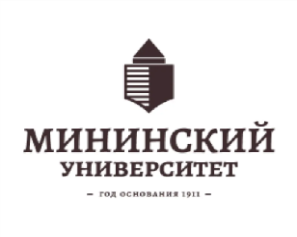 МИНИНСКИЙ
УНИВЕРСИТЕТ
– ГОД ОСНОВАНИЯ 1911 –